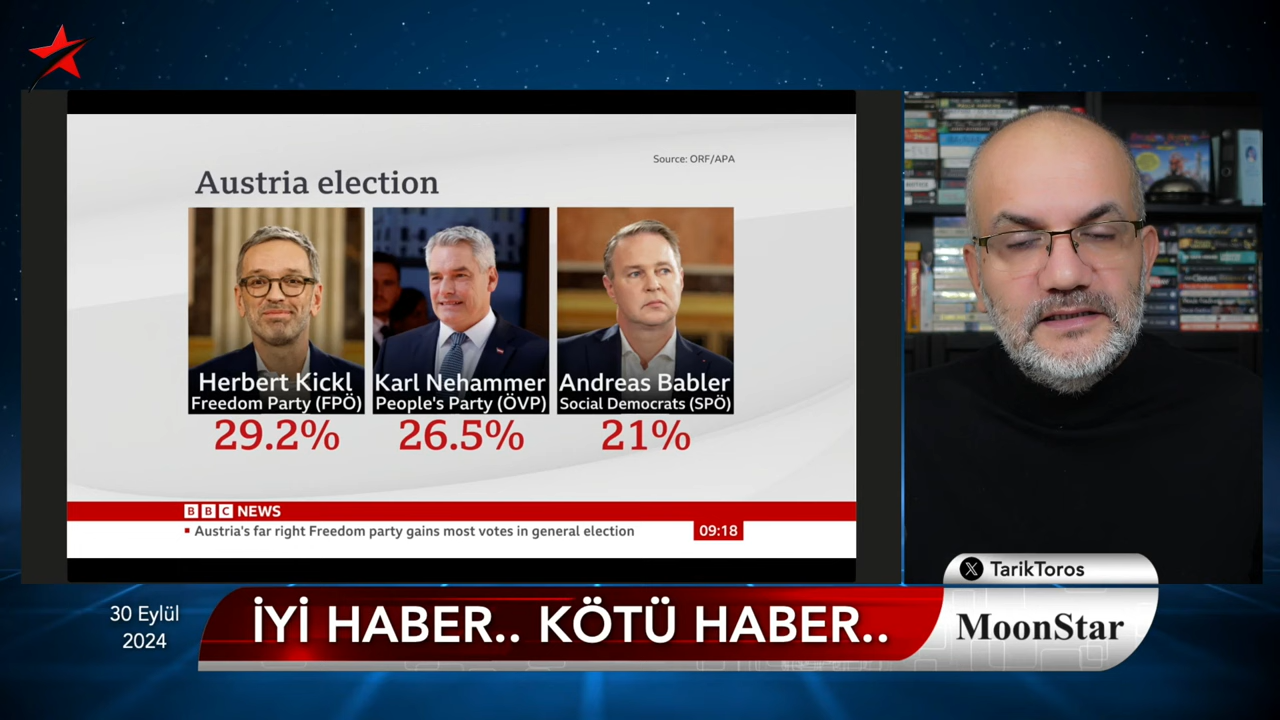 Source: ORF/APA
Austria election
Herbert Kickl
Freedom Party (FPÖ)
29.2%
Karl Nehammer
People's Party (ÖVP)
26.5%
Andreas Babler
Social Democrats (SPÖ)
21%
BBC NEWS
Austria's far right Freedom party gains most votes in general election
09:18
TarikToros
30 Eylül
2024
İYİ HABER.. KÖTÜ HABER..
MoonStar